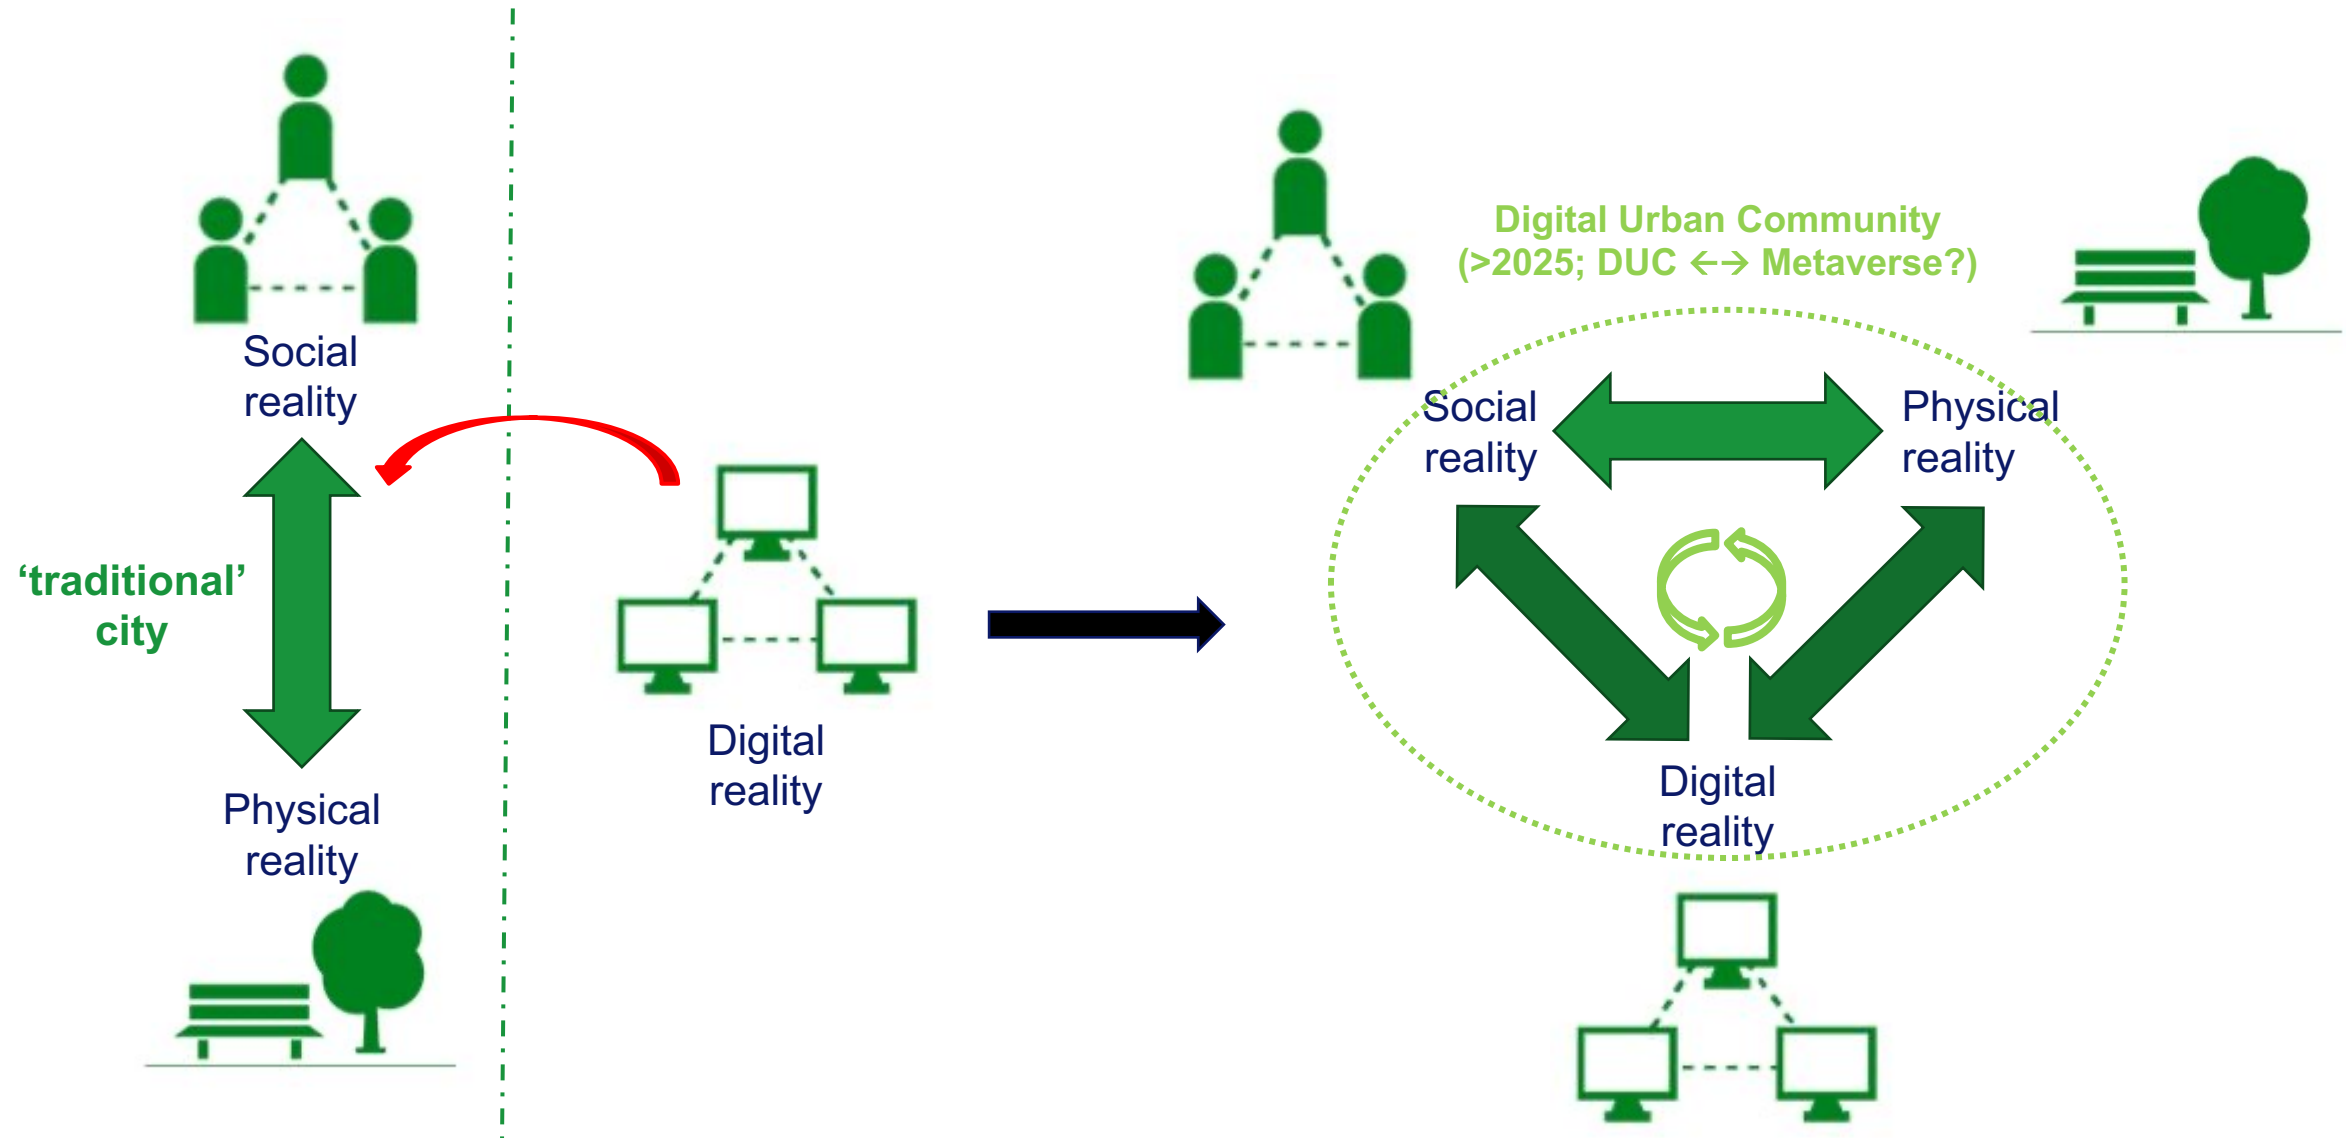 Social
reality
‘traditional’
city
Physical
reality
Digital
reality
Digital Urban Community
(>2025; DUC ←→ Metaverse?)
Social
reality
Physical
reality
Digital
reality